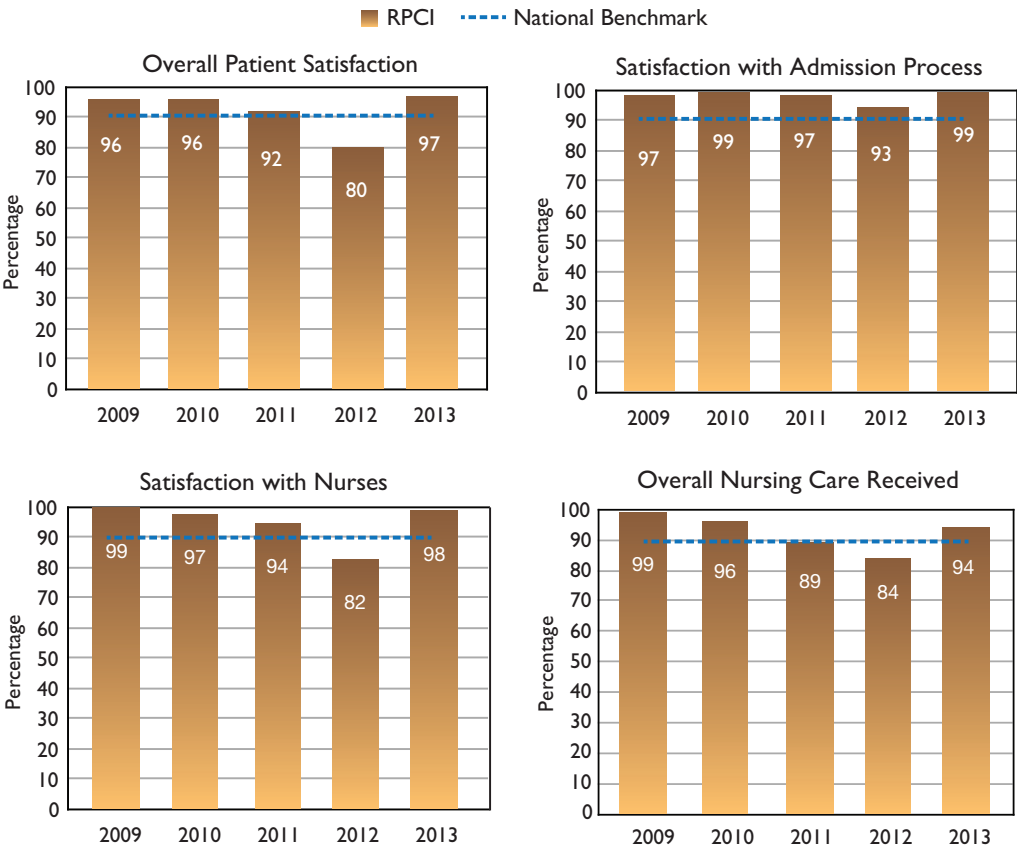 RPCI National Benchmark
Overall Patient Satisfaction
Percentage
100
90
80
70
60
50
40
30
20
10
0
96 96 92 80 97
2009 2010 2011 2012 2013
Satisfaction with Admission Process
Percentage
100
90
80
70
60
50
40
30
20
10
0
97 99 97 93 99
2009 2010 2011 2012 2013
Satisfaction with Nurses
Percentage
100
90
80
70
60
50
40
30
20
10
0
99 97 94 82 98
2009 2010 2011 2012 2013
Overall Nursing Care Received
Percentage
100
90
80
70
60
50
40
30
20
10
0
99 96 89 84 94
2009 2010 2011 2012 2013